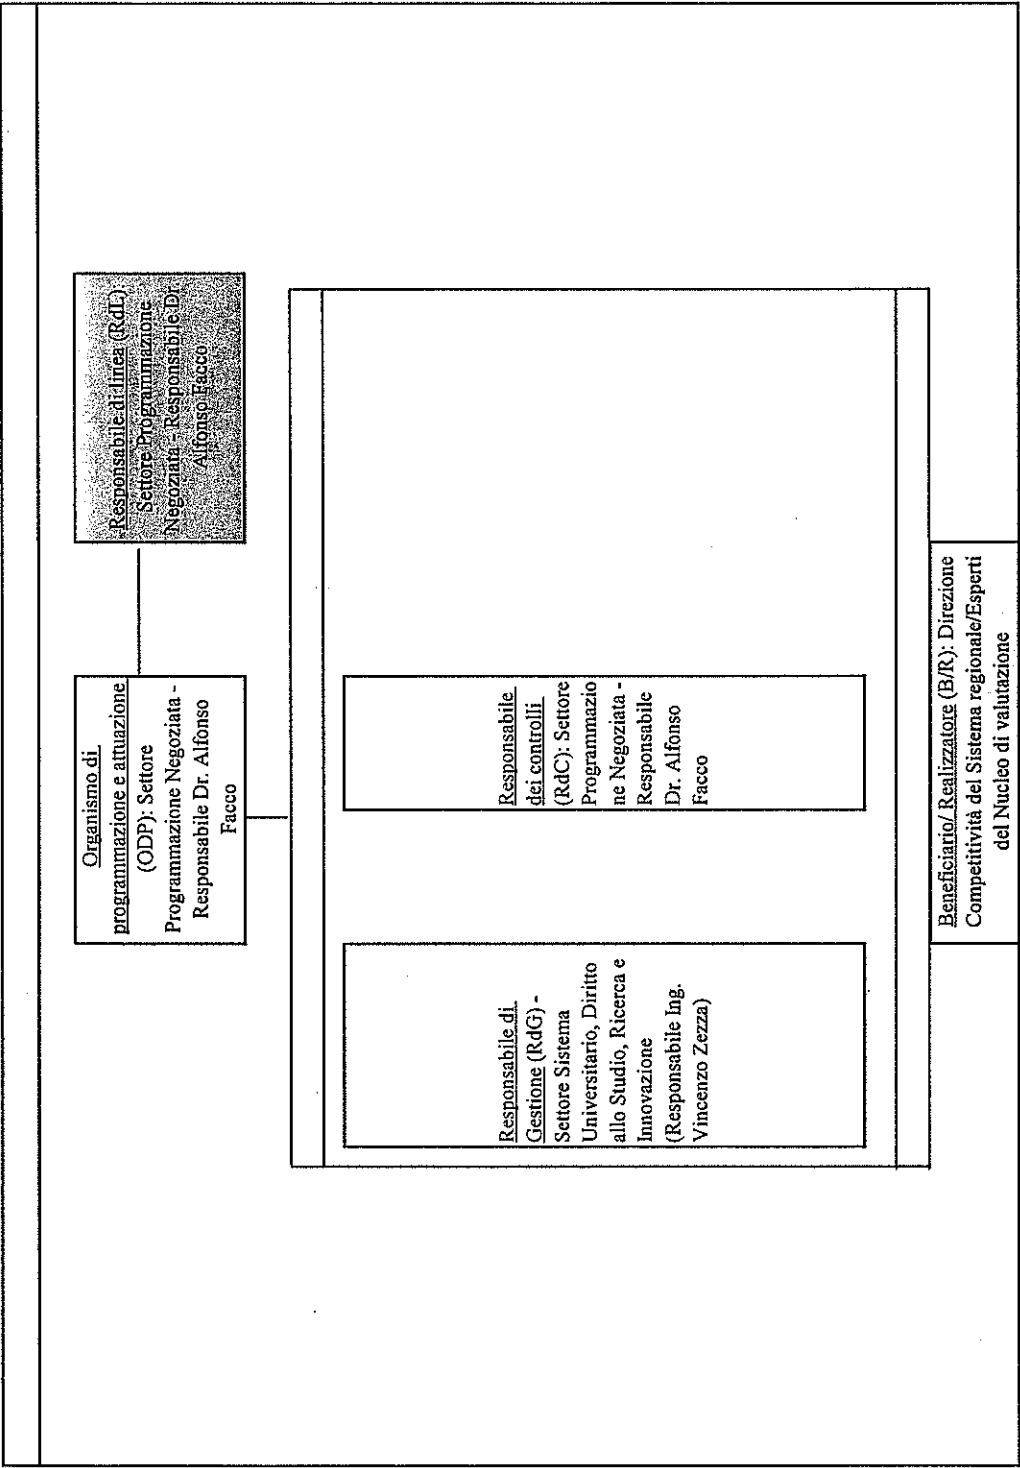 Organismo di
programmazione e attuazione
(ODP): Settore
Programmazione Negoziata -
Responsabile Dr. Alfonso
Facco
Responsabile di linea (RdL):
Settore Programmazione
Negoziata - Responsabile Dr
Alfonso Facco
Responsabile di
Gestione (RdG) -
Settore Sistema
Universitario, Diritto
allo Studio, Ricerca e
Innovazione
(Responsabile Ing.
Vincenzo Zezza)
Responsabile
dei controlli
(RdC): Settore
Programmazio
ne Negoziata -
Responsabile
Dr. Alfonso
Facco
Beneficiario/ Realizzatore (B/R): Direzione
Competitività del Sistema regionale/Esperti
del Nucleo di valutazione